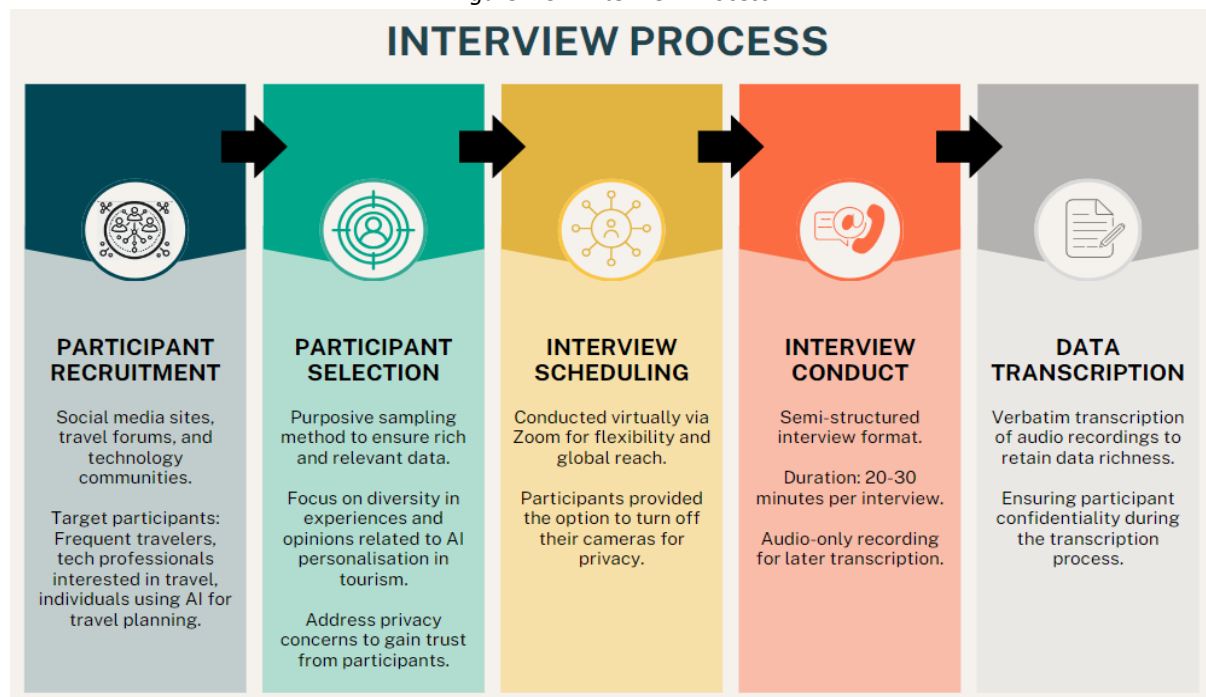 INTERVIEW PROCESS
PARTICIPANT
RECRUITMENT
Social media sites,
travel forums, and
technology
communities.
Target participants:
Frequent travelers,
tech professionals
interested in travel,
individuals using AI for
travel planning.
PARTICIPANT
SELECTION
Purposive sampling
method to ensure rich
and relevant data.
Focus on diversity in
experiences and
opinions related to AI
personalisation in
tourism.
Address privacy
concerns to gain trust
from participants.
INTERVIEW
SCHEDULING
Conducted virtually via
Zoom for flexibility and
global reach.
Participants provided
the option to turn off
their cameras for
privacy.
INTERVIEW
CONDUCT
Semi-structured
interview format.
Duration: 20-30
minutes per interview.
Audio-only recording
for later transcription.
DATA
TRANSCRIPTION
Verbatim transcription
of audio recordings to
retain data richness.
Ensuring participant
confidentiality during
the transcription
process.